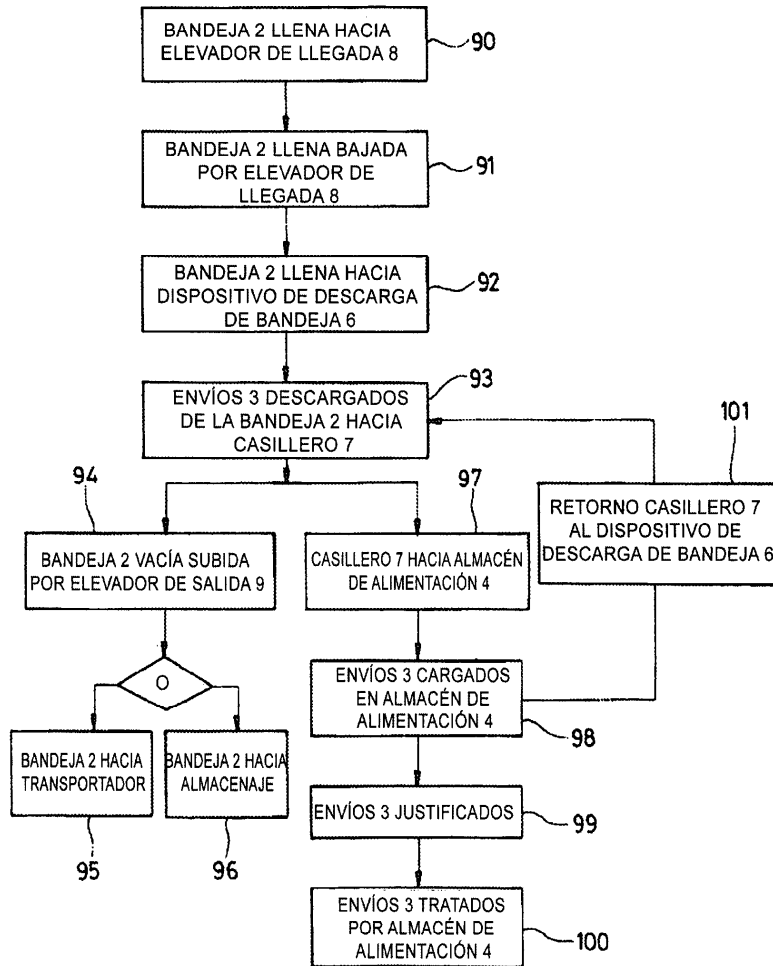 BANDEJA 2 LLENA HACIA
ELEVADOR DE LLEGADA 8
90
BANDEJA 2 LLENA BAJADA
POR ELEVADOR DE
LLEGADA 8
91
BANDEJA 2 LLENA HACIA
DISPOSITIVO DE DESCARGA
DE BANDEJA 6
92
ENVÍOS 3 DESCARGADOS
DE LA BANDEJA 2 HACIA
CASILLERO 7
93
94
BANDEJA 2 VACÍA SUBIDA
POR ELEVADOR DE SALIDA 9
97
CASILLERO 7 HACIA ALMACÉN
DE ALIMENTACIÓN 4
101
RETORNO CASILLERO 7
AL DISPOSITIVO DE
DESCARGA DE BANDEJA 6
O
BANDEJA 2 HACIA
TRANSPORTADOR
95
BANDEJA 2 HACIA
ALMACENAJE
96
ENVÍOS 3 CARGADOS
EN ALMACÉN DE
ALIMENTACIÓN 4
98
ENVÍOS 3 JUSTIFICADOS
99
ENVÍOS 3 TRATADOS
POR ALMACÉN DE
ALIMENTACIÓN 4
100